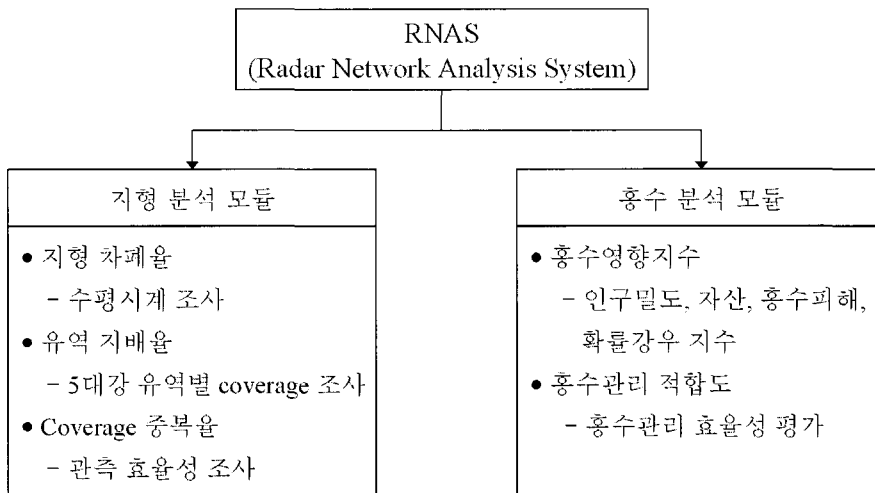 RNAS
(Radar Network Analysis System)
지형 분석 모듈
● 지형 차폐율
- 수평시계 조사
● 유역 지배율
- 5대강 유역별 coverage 조사
● Coverage 중복율
- 관측 효율성 조사
홍수 분석 모듈
● 홍수영향지수
- 인구밀도, 자산, 홍수피해,
확률강우 지수
● 홍수관리 적합도
- 홍수관리 효율성 평가